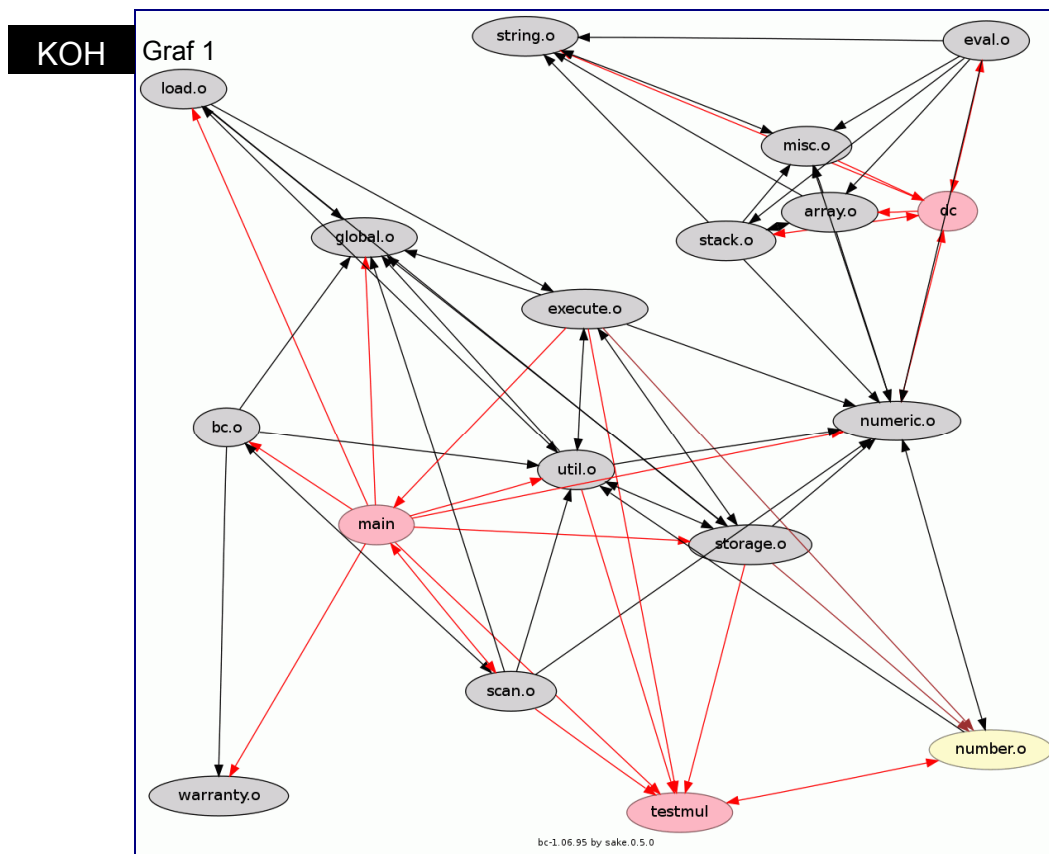 KOH
Graf 1
string.o
eval.o
load.o
misc.o
array.o
dc
stack.o
global.o
execute.o
numeric.o
bc.o
util.o
main
storage.o
scan.o
number.o
warranty.o
testmul
bc-1.06.95 by sake.0.5.0